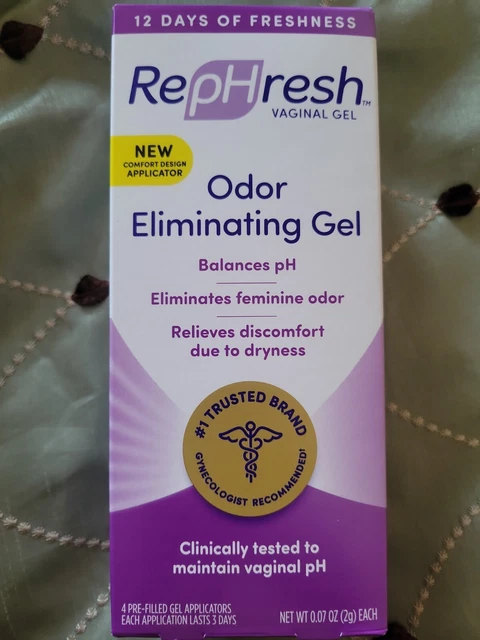 12 DAYS OF FRESHNESS
RepHresh™
VAGINAL GEL
NEW
COMFORT DESIGN
APPLICATOR
Odor
Eliminating Gel
Balances pH
Eliminates feminine odor
Relieves discomfort
due to dryness
#1 TRUSTED BRAND
GYNECOLOGIST RECOMMENDED!
Clinically tested to
maintain vaginal pH
4 PRE-FILLED GEL APPLICATORS
EACH APPLICATION LASTS 3 DAYS
NET WT 0.07 OZ (2g) EACH